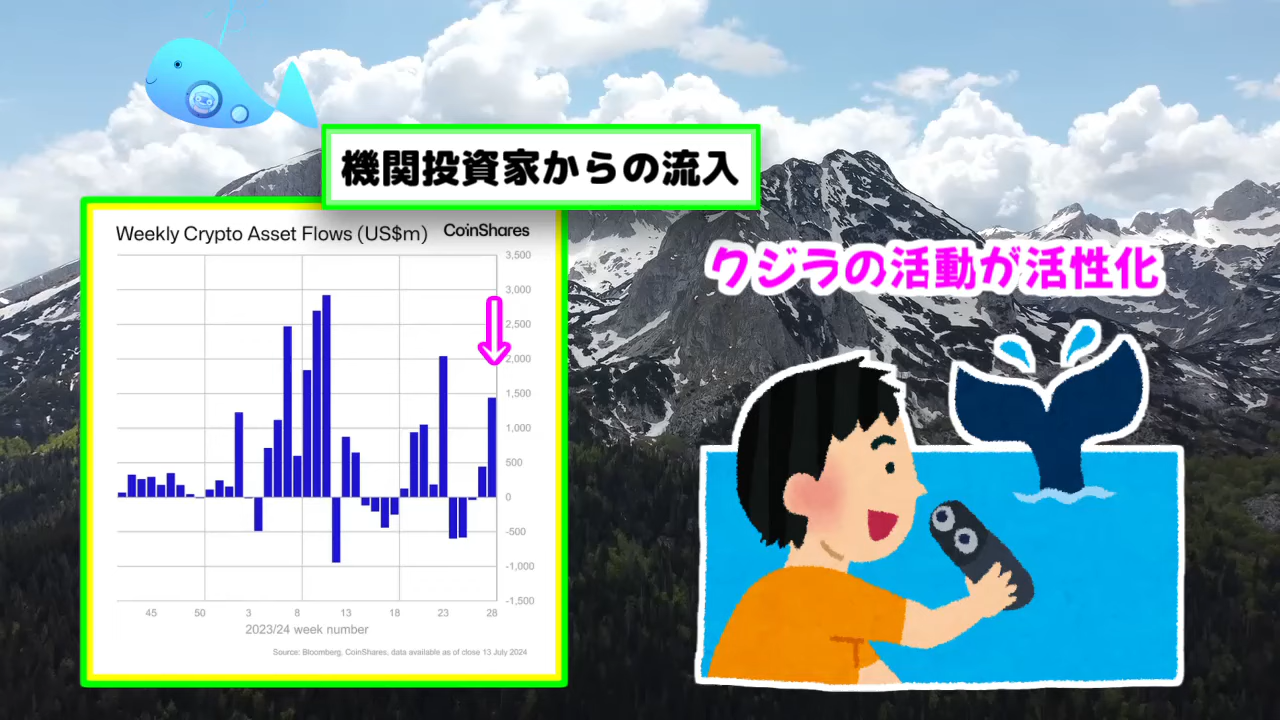 機関投資家からの流入
Weekly Crypto Asset Flows (US$m)
CoinShares
3,500
3,000
2,500
2,000
1,500
1,000
500
0
-500
-1,000
-1,500
45 50 3 8 13 18 23 28
2023/24 week number
Source: Bloomberg, CoinShares, data available as of close 13 July 2024
クジラの活動が活性化